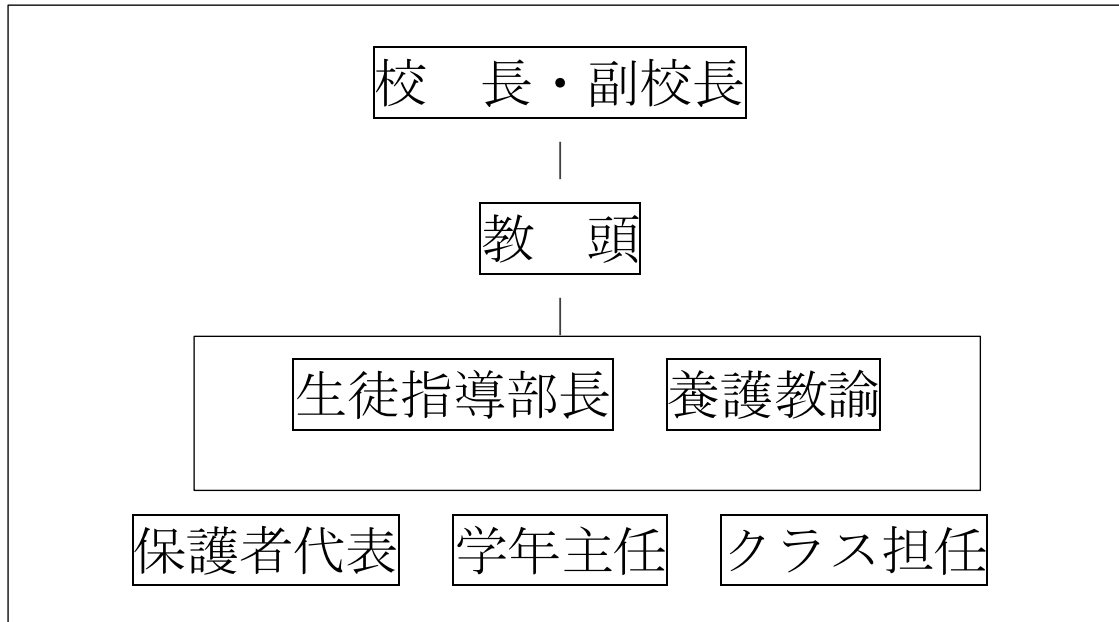 校　長・副校長
教　頭
生徒指導部長　養護教諭
保護者代表　学年主任　クラス担任